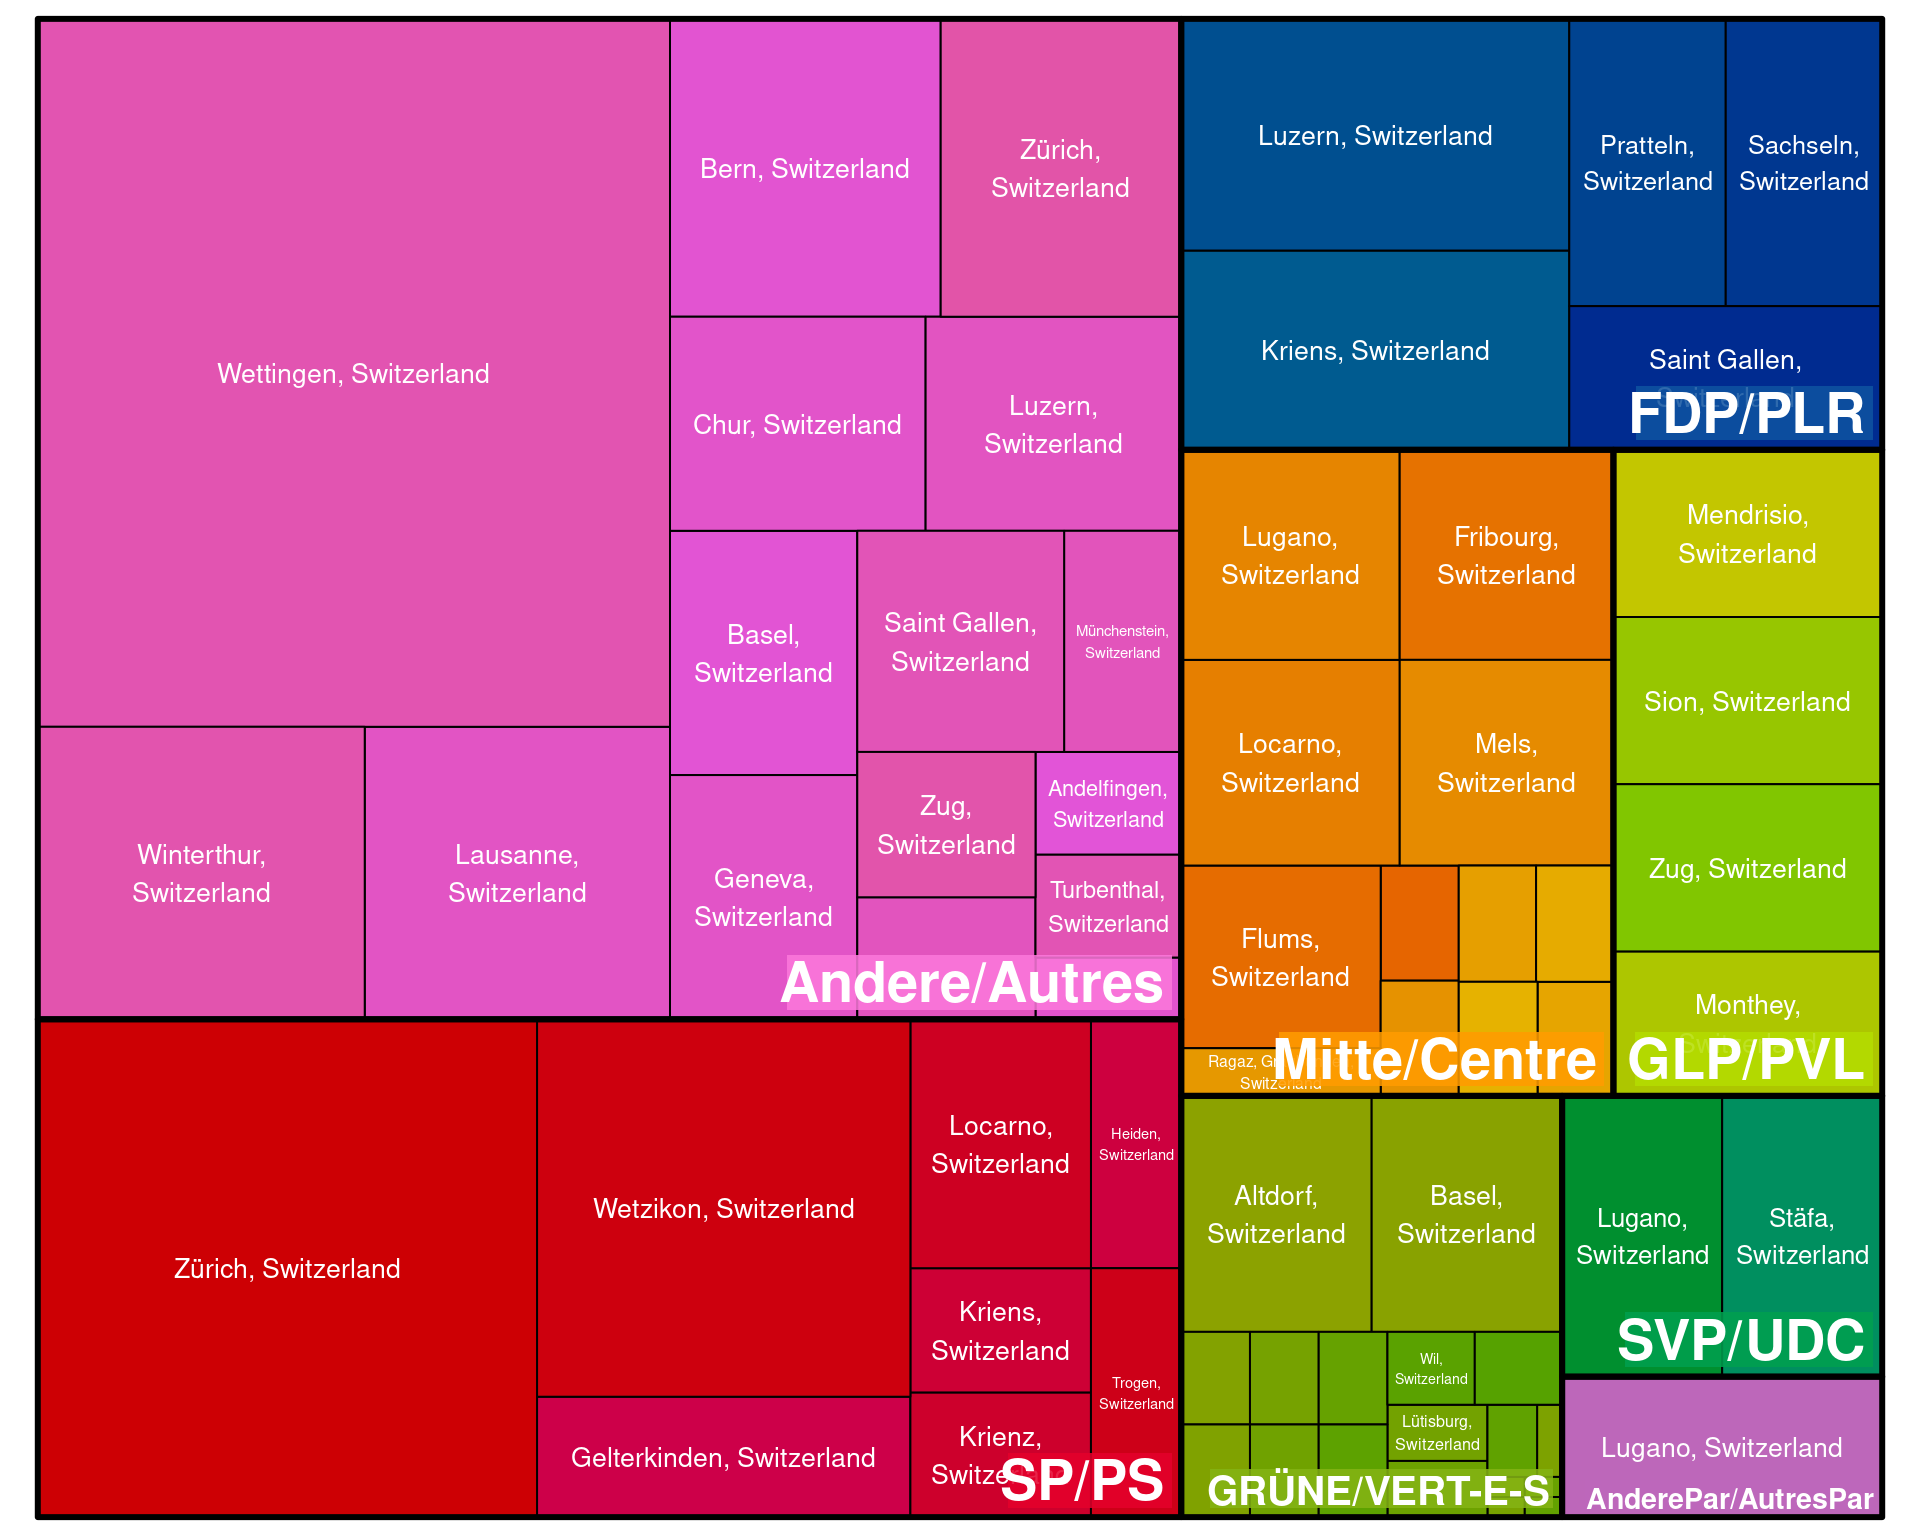 Wettingen, Switzerland
Bern, Switzerland
Zürich,
Switzerland
Chur, Switzerland
Luzern,
Switzerland
Basel,
Switzerland
Saint Gallen,
Switzerland
Münchenstein,
Switzerland
Winterthur,
Switzerland
Lausanne,
Switzerland
Geneva,
Switzerland
Zug,
Switzerland
Andelfingen,
Switzerland
Turbenthal,
Switzerland
Andere/Autres
Zürich, Switzerland
Wetzikon, Switzerland
Gelterkinden, Switzerland
Locarno,
Switzerland
Heiden,
Switzerland
Kriens,
Switzerland
Krienz,
Switzerland
Trogen,
Switzerland
SP/PS
Luzern, Switzerland
Kriens, Switzerland
Pratteln,
Switzerland
Sachseln,
Switzerland
Saint Gallen,
Switzerland
FDP/PLR
Lugano,
Switzerland
Fribourg,
Switzerland
Locarno,
Switzerland
Mels,
Switzerland
Flums,
Switzerland
Ragaz,
Switzerland
Mitte/Centre
Mendrisio,
Switzerland
Sion, Switzerland
Zug, Switzerland
Monthey,
Switzerland
GLP/PVL
Altdorf,
Switzerland
Basel,
Switzerland
Wil,
Switzerland
Lütisburg,
Switzerland
GRÜNE/VERT-E-S
Lugano,
Switzerland
Stäfa,
Switzerland
SVP/UDC
Lugano, Switzerland
AnderePar/AutresPar